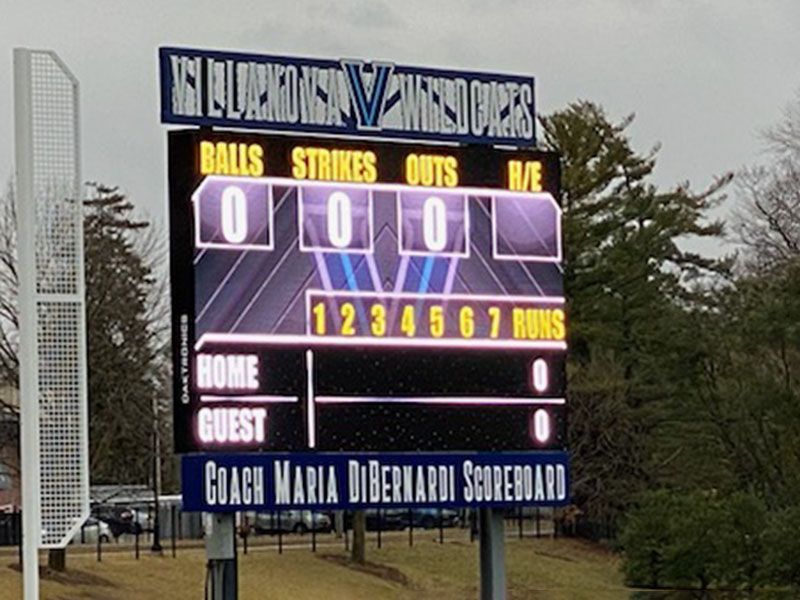 VILLANOVA V WILDCATS
BALLS STRIKES OUTS H/E
0 0 0
1 2 3 4 5 6 7 RUNS
HOME 0
GUEST 0
DAKTRONICS
COACH MARIA DIBERNARDI SCOREBOARD